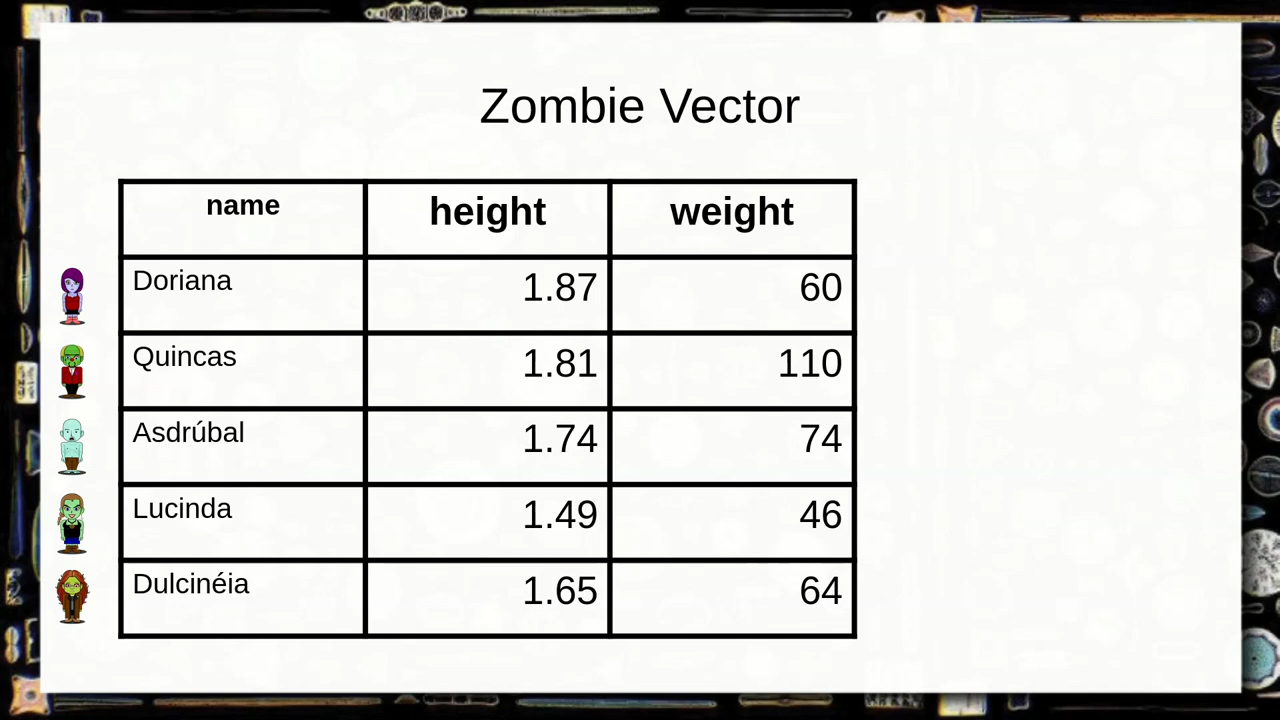 Zombie Vector
name height weight
Doriana 1.87 60
Quincas 1.81 110
Asdrúbal 1.74 74
Lucinda 1.49 46
Dulcinéia 1.65 64